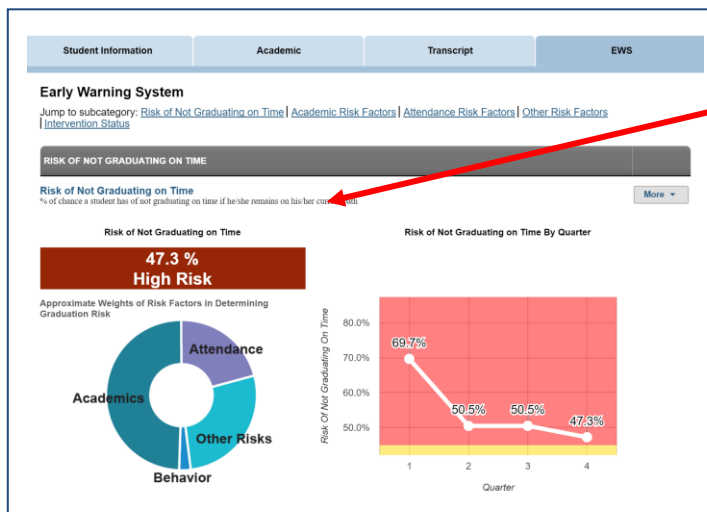 Student Information Academic Transcript EWS
Early Warning System
Jump to subcategory: Risk of Not Graduating on Time | Academic Risk Factors | Attendance Risk Factors | Other Risk Factors
| Intervention Status
RISK OF NOT GRADUATING ON TIME
Risk of Not Graduating on Time
More
% of chance a student has of not graduating on time if he/she remains on his/her
Risk of Not Graduating on Time
47.3 %
High Risk
Approximate Weights of Risk Factors in Determining
Graduation Risk
Attendance
Academics
Other Risks
Behavior
Risk of Not Graduating on Time By Quarter
Risk Of Not Graduating On Time
80.0%
70.0%
60.0%
50.0%
69.7%
50.5%
50.5%
47.3%
1 2 3 4
Quarter